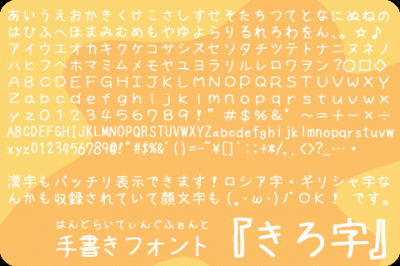 あいうえおかきくけこさしすせそたちつてとなにぬねの
はひふへほまみむめもやゆよらりるれろわをん、。☆♪
アイウエオカキクケコサシスセソタチツテトナニヌネノ
ハヒフヘホマミムメモヤユヨラリルレロワヲン?○□◇
ABCDEFGHIJKLMNOPQRSTUVWXY
Zabcdefghijklmnopqrstuvw
xyz0123456789!"#$%&'~=+-×÷
ABCDEFGHIJKLMNOPQRSTUVWXYZabcdefghijklmnopqrstuvw
xyz0123456789@!"#$%&'()=-~¥[]`:;+*/,.<>?_…・
漢字もバッチリ表示できます!ロシア字・ギリシャ字な
んかも収録されていて顔文字も(。・ω・)ノ゙OK! です。
はんどらいてぃんぐふぉんと
手書きフォント『きろ字』